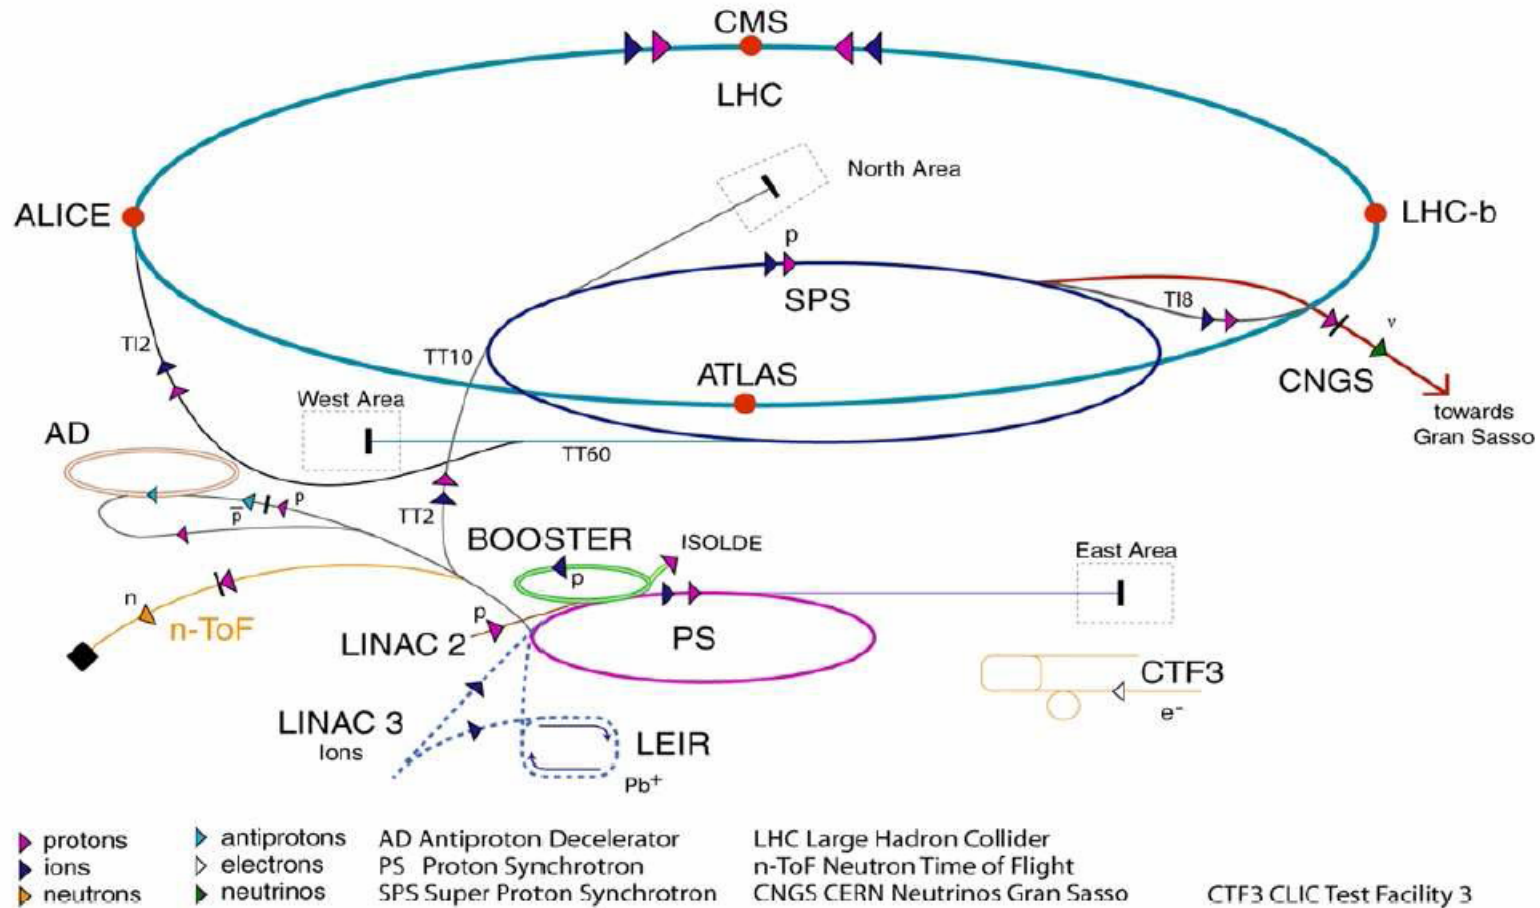 CMS
LHC
North Area
ALICE
LHC-b
p
SPS
TI8
ν
TI2
TT10
ATLAS
CNGS
West Area
towards
Gran Sasso
AD
TT60
p
p
TT2
BOOSTER
ISOLDE
East Area
p
n
p
n-ToF
LINAC 2
PS
CTF3
e-
LINAC 3
Ions
LEIR
Pb+
protons
ions
neutrons
antiprotons
electrons
neutrinos
AD Antiproton Decelerator
PS Proton Synchrotron
SPS Super Proton Synchrotron
LHC Large Hadron Collider
n-ToF Neutron Time of Flight
CNGS CERN Neutrinos Gran Sasso
CTF3 CLIC Test Facility 3